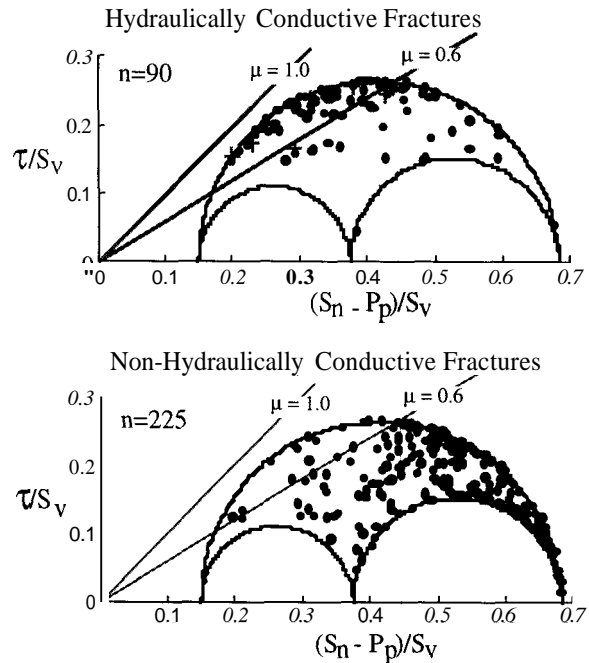 Hydraulically Conductive Fractures
0.3
n=90
μ = 1.0
μ = 0.6
0.2
τ/Sv
0.1
0
"0 0.1 0.2 0.3 0.4 0.5 0.6 0.7
(Sn - Pp)/Sv
Non-Hydraulically Conductive Fractures
0.3
n=225
μ = 1.0
μ = 0.6
0.2
τ/Sv
0.1
0
0.1 0.2 0.3 0.4 0.5 0.6 0.7
(Sn - Pp)/Sv